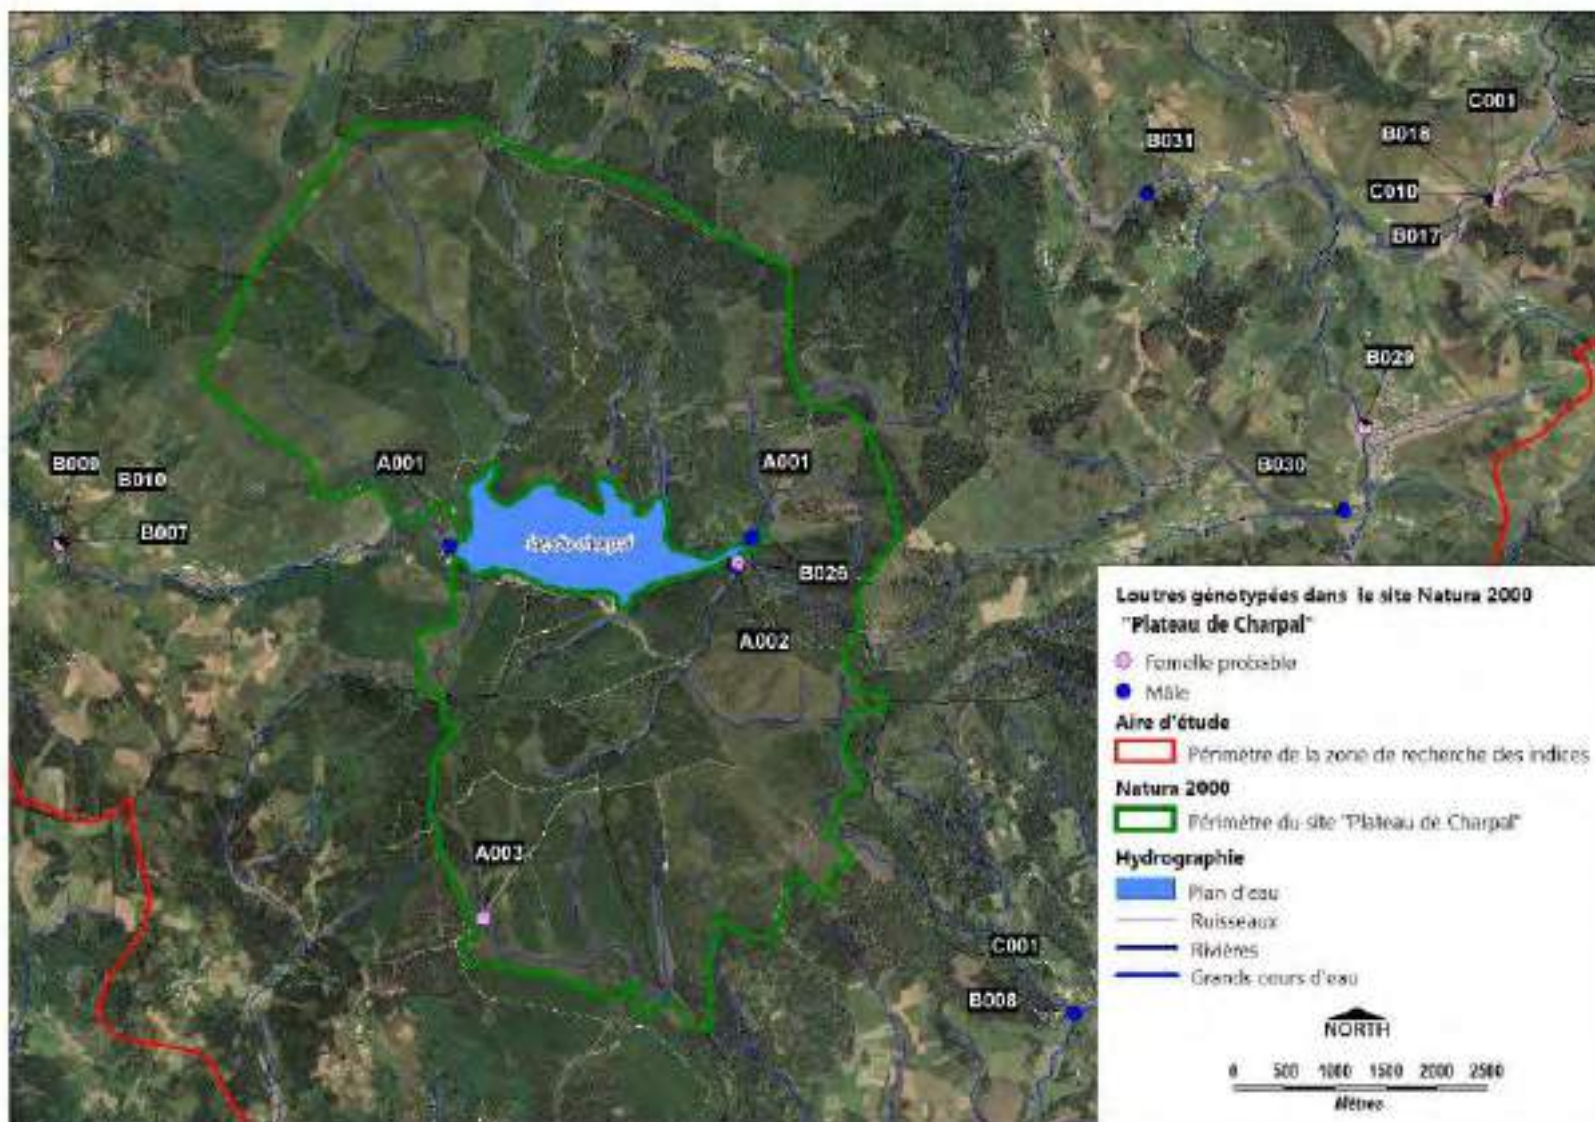 C001
B018
B031
C010
B017
B029
B030
A001
A001
B009
B010
B007
B026
A002
A003
C001
B008
Loutres génotypées dans le site Natura 2000
"Plateau de Charpal"
Femelle probable
Mâle
Aire d'étude
Périmètre de la zone de recherche des indices
Natura 2000
Périmètre du site "Plateau de Charpal"
Hydrographie
Plan d'eau
Ruisseaux
Rivières
Grands cours d'eau
NORTH
0 500 1000 1500 2000 2500
Mètres